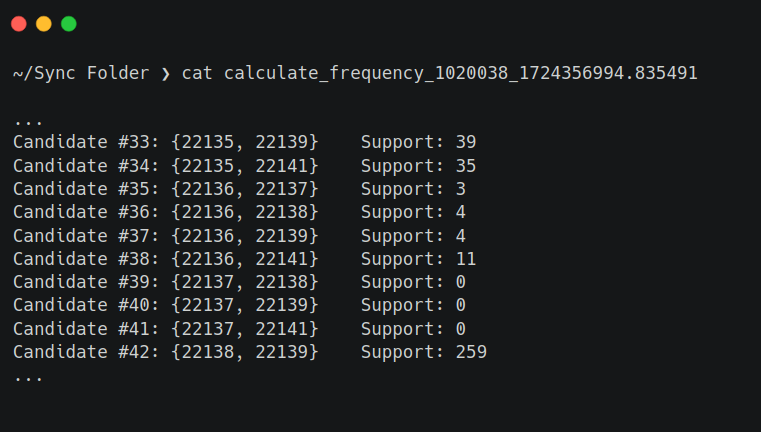 ~/Sync Folder ❯ cat calculate_frequency_1020038_1724356994.835491
...
Candidate #33: {22135, 22139}    Support: 39
Candidate #34: {22135, 22141}    Support: 35
Candidate #35: {22136, 22137}    Support: 3
Candidate #36: {22136, 22138}    Support: 4
Candidate #37: {22136, 22139}    Support: 4
Candidate #38: {22136, 22141}    Support: 11
Candidate #39: {22137, 22138}    Support: 0
Candidate #40: {22137, 22139}    Support: 0
Candidate #41: {22137, 22141}    Support: 0
Candidate #42: {22138, 22139}    Support: 259
...